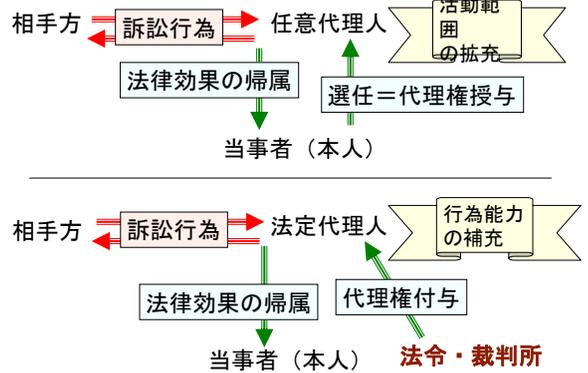 相手方
訴訟行為
任意代理人
活動範
囲
の拡充
法律効果の帰属
選任＝代理権授与
当事者（本人）
相手方
訴訟行為
法定代理人
行為能力
の補充
法律効果の帰属
代理権付与
当事者（本人）
法令・裁判所